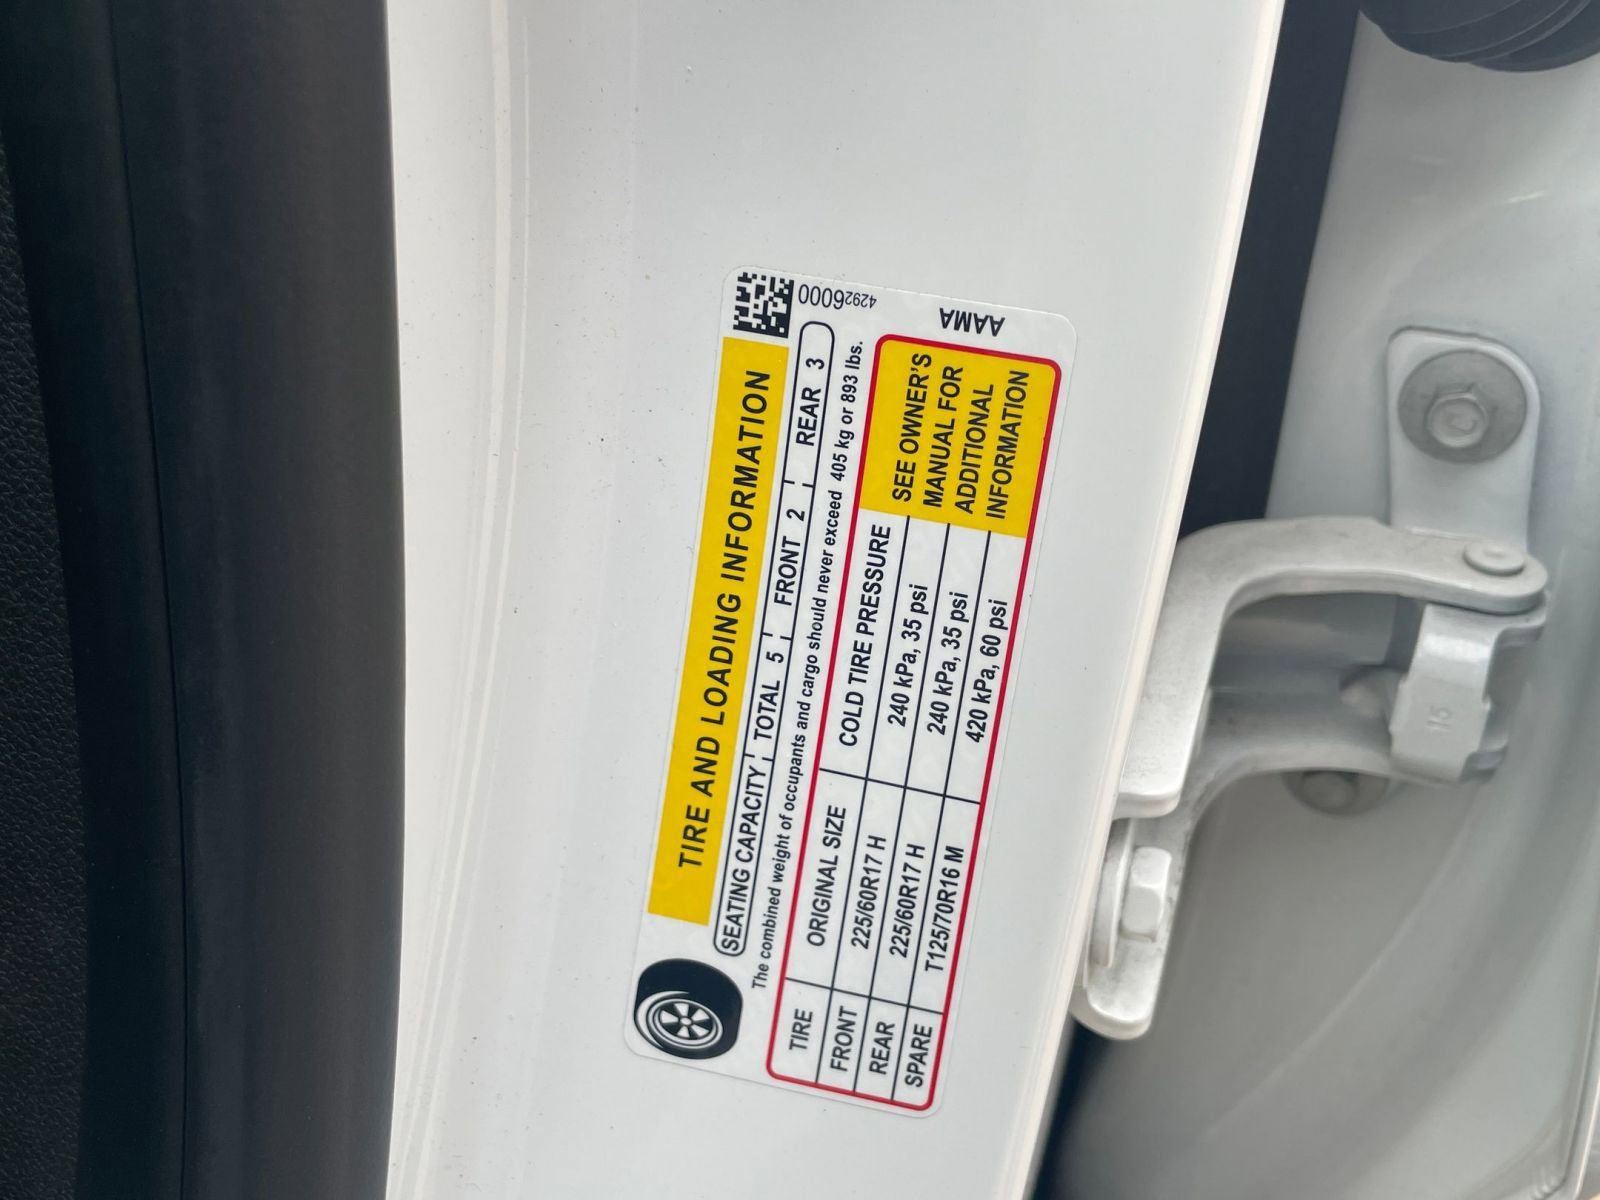 TIRE AND LOADING INFORMATION
SEATING CAPACITY TOTAL 5 FRONT 2 REAR 3
The combined weight of occupants and cargo should never exceed 405 kg or 893 lbs.
TIRE ORIGINAL SIZE COLD TIRE PRESSURE
FRONT 225/60R17 H 240 kPa, 35 psi
REAR 225/60R17 H 240 kPa, 35 psi
SPARE T125/70R16 M 420 kPa, 60 psi
SEE OWNER'S
MANUAL FOR
ADDITIONAL
INFORMATION
42926000
AAMA
15